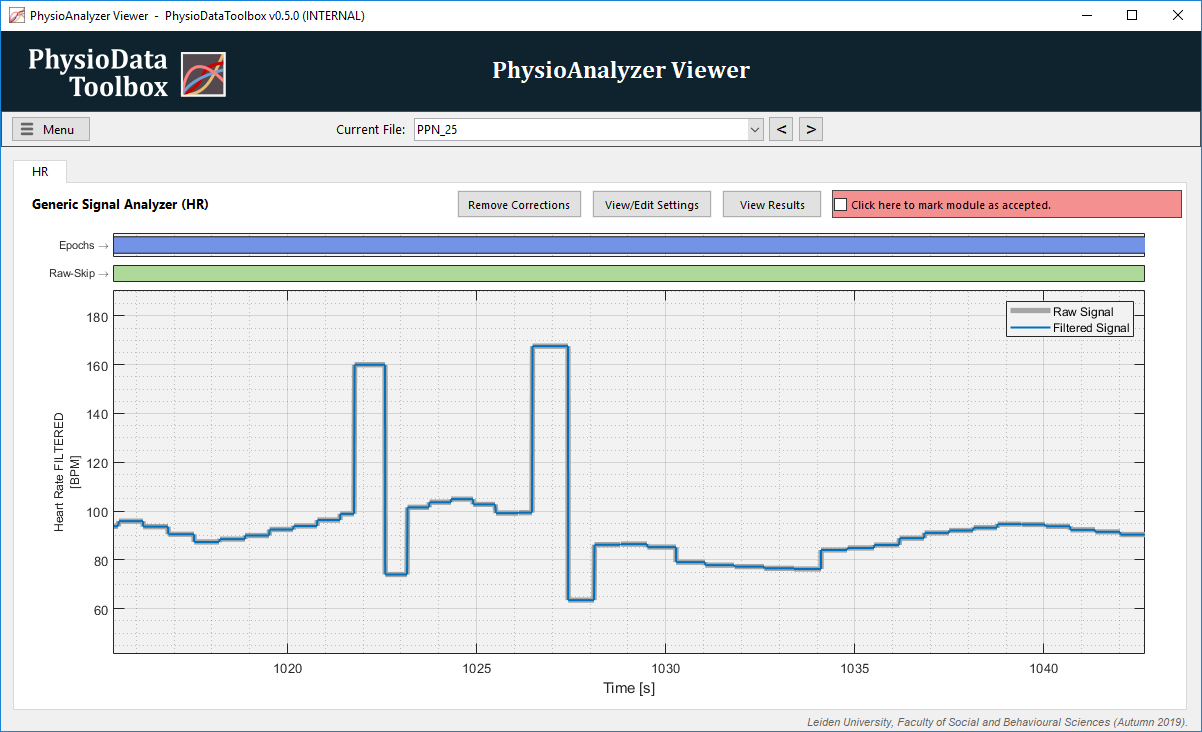 PhysioAnalyzer Viewer - PhysioDataToolbox v0.5.0 (INTERNAL)
PhysioData
Toolbox
PhysioAnalyzer Viewer
Menu
Current File:
PPN_25
<
>
HR
Generic Signal Analyzer (HR)
Remove Corrections
View/Edit Settings
View Results
Click here to mark module as accepted.
Epochs →
Raw-Skip →
Raw Signal
Filtered Signal
180
160
140
120
100
80
60
Heart Rate FILTERED
[BPM]
1020
1025
1030
1035
1040
Time [s]
Leiden University, Faculty of Social and Behavioural Sciences (Autumn 2019).